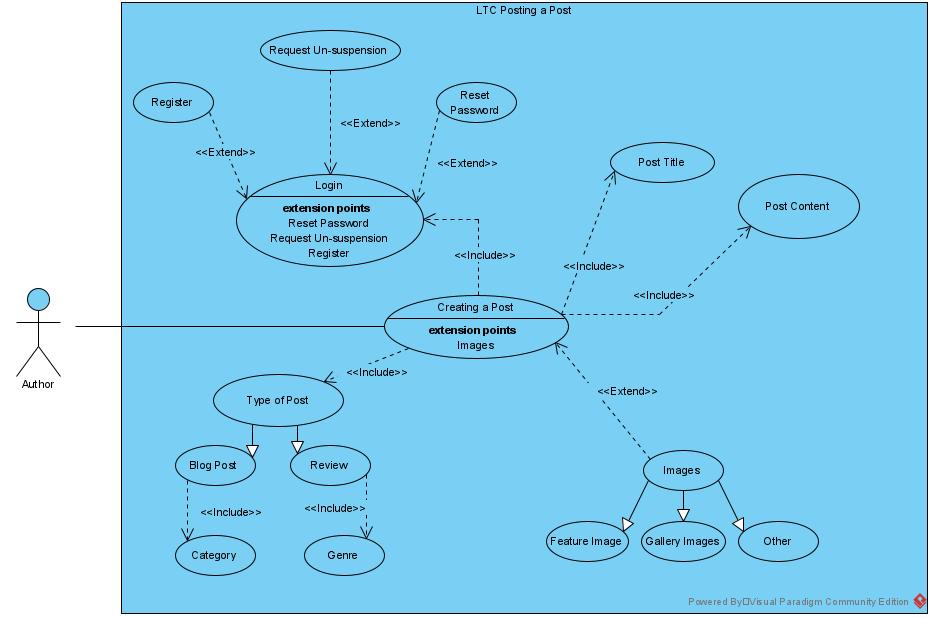 LTC Posting a Post
Request Un-suspension
Register
Reset
Password
<<Extend>>
<<Extend>>
<<Extend>>
Post Title
Login
extension points
Reset Password
Request Un-suspension
Register
Post Content
<<Include>>
<<Include>>
<<Include>>
Creating a Post
extension points
Images
Author
<<Include>>
<<Extend>>
Type of Post
Blog Post
Review
Images
<<Include>>
<<Include>>
Category
Genre
Feature Image
Gallery Images
Other
Powered By Visual Paradigm Community Edition